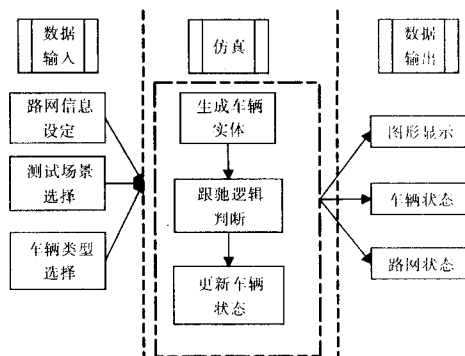 数据
输入
仿真
数据
输出
路网信息
设定
测试场景
选择
车辆类型
选择
生成车辆
实体
跟驰逻辑
判断
更新车辆
状态
图形显示
车辆状态
路网状态